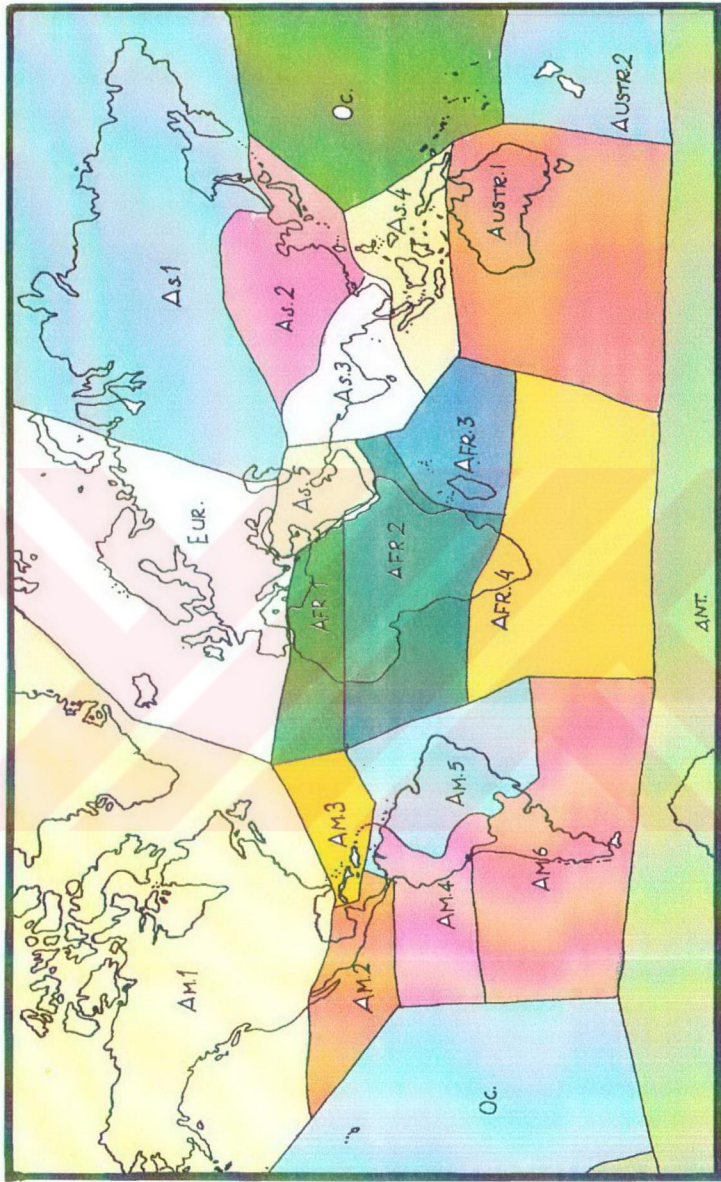 AM.1
EUR.
AS.1
AM.2
AM.3
AFR.1
AS.5
AS.3
AS.2
OC.
OC.
AM.4
AM.5
AFR.2
AFR.3
AS.4
AM.6
AFR.4
AUSTR.1
AUSTR.2
ANT.